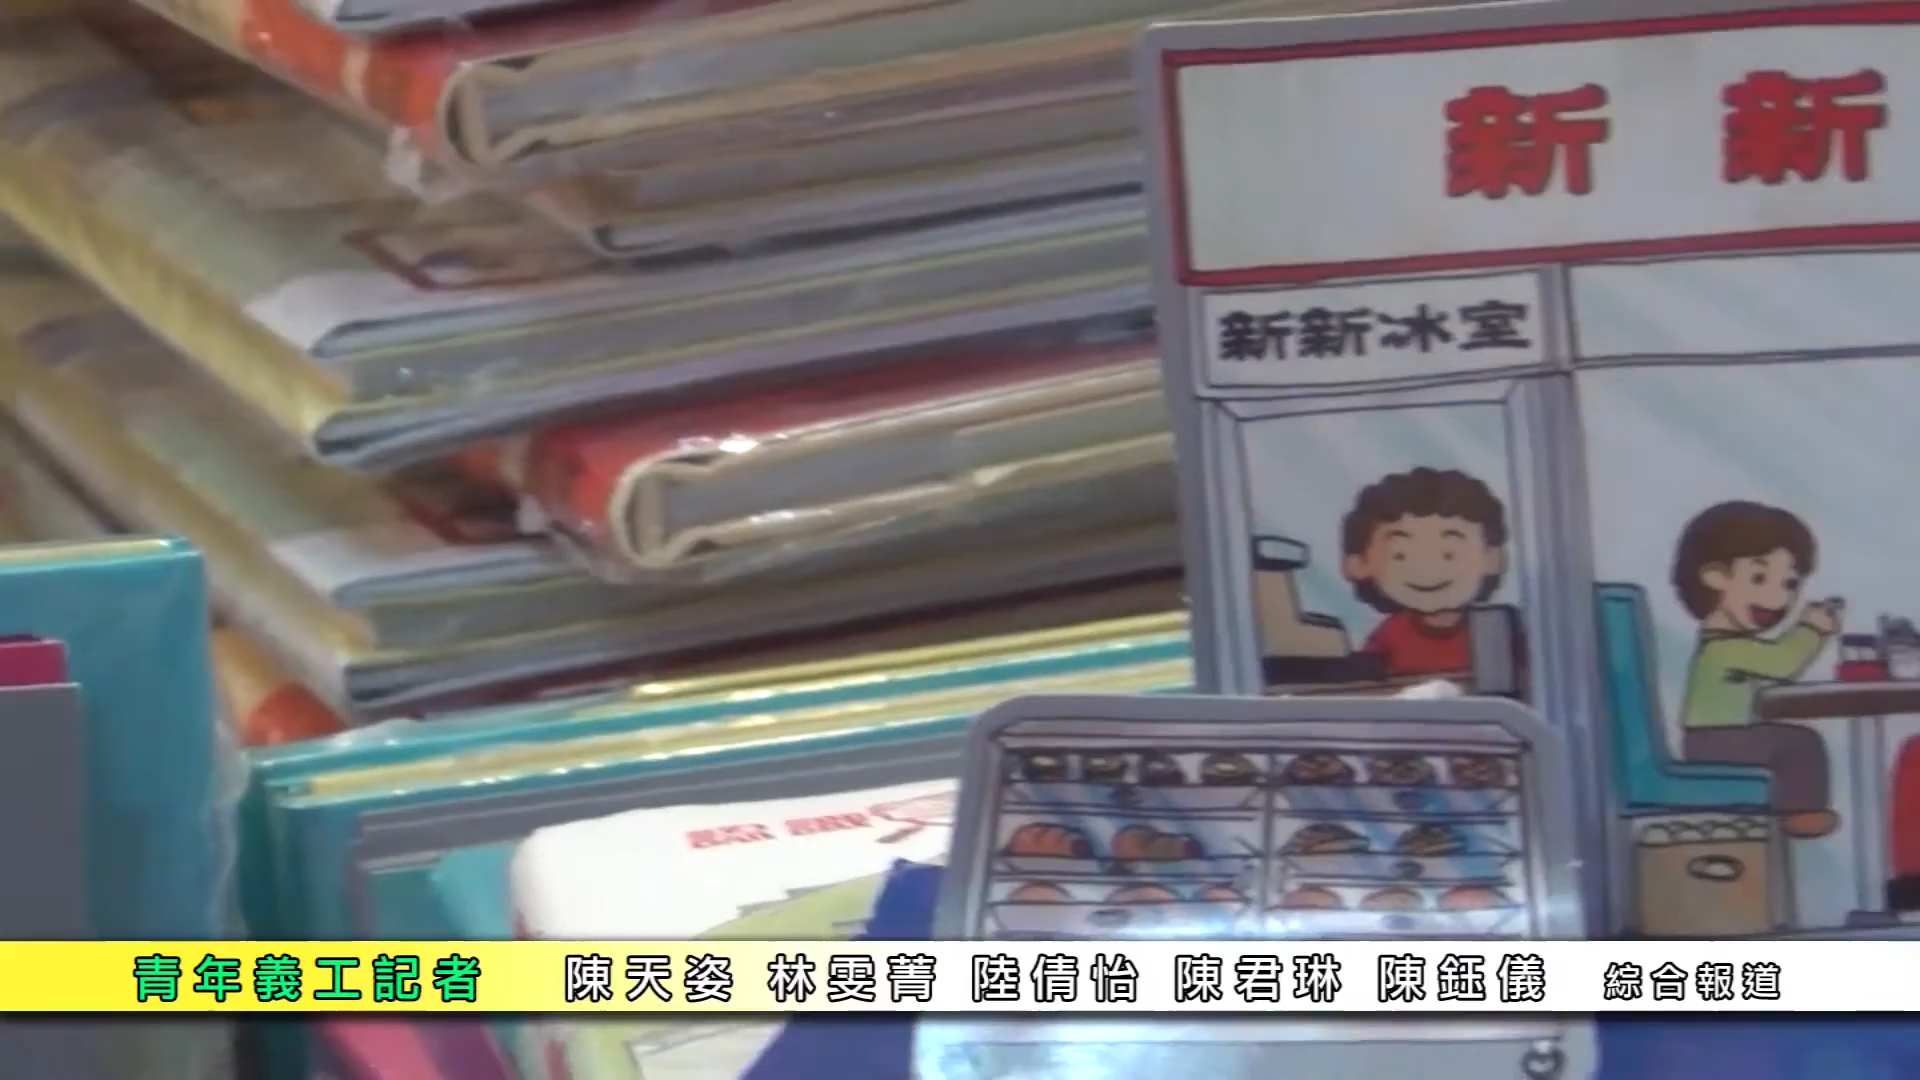 新 新
新新冰室
青年義工記者 陳天姿 林雯菁 陸倩怡 陳君琳 陳鈺儀 綜合報道